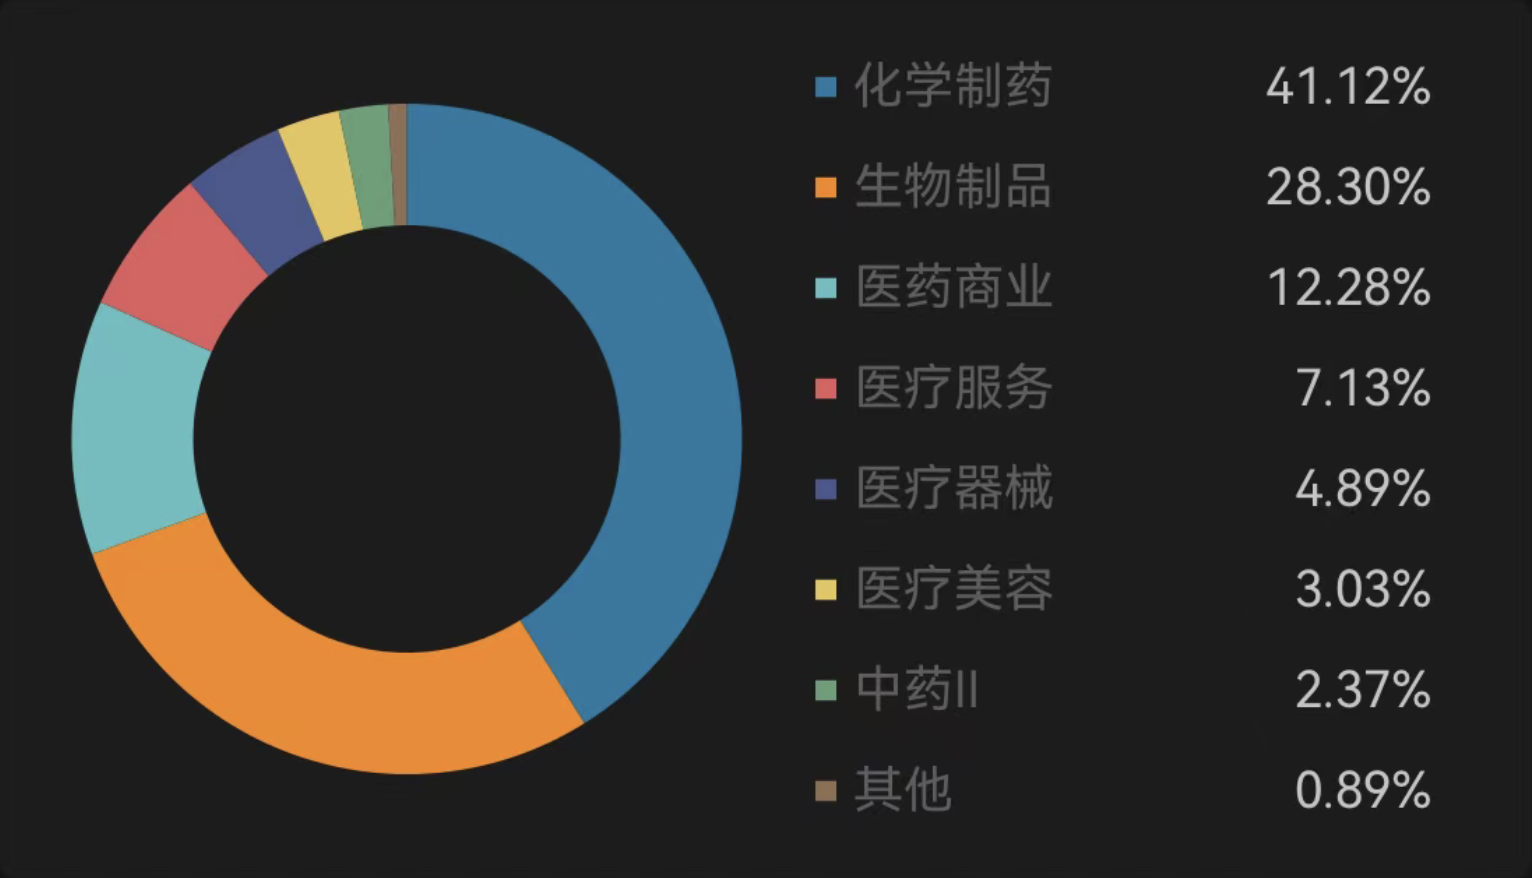 化学制药 41.12%
生物制品 28.30%
医药商业 12.28%
医疗服务 7.13%
医疗器械 4.89%
医疗美容 3.03%
中药II 2.37%
其他 0.89%